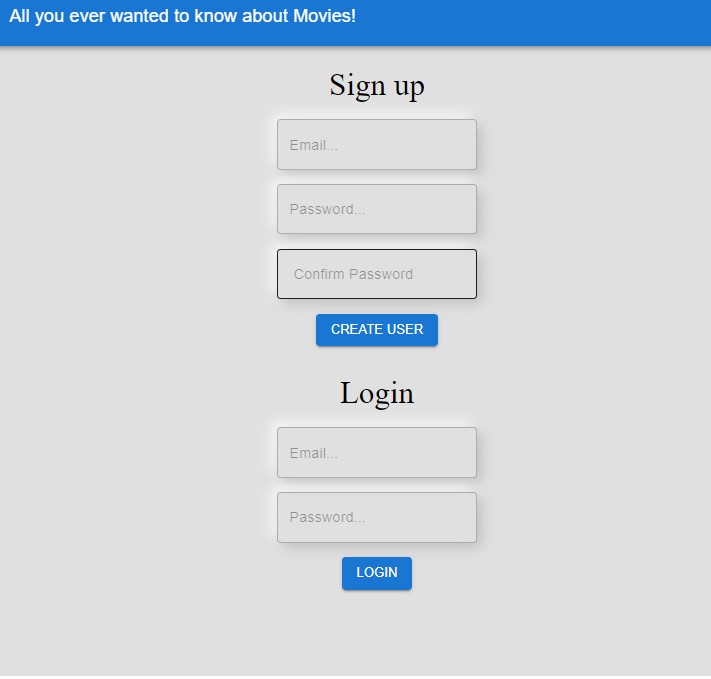 All you ever wanted to know about Movies!
Sign up
Email...
Password...
Confirm Password
CREATE USER
Login
Email...
Password...
LOGIN